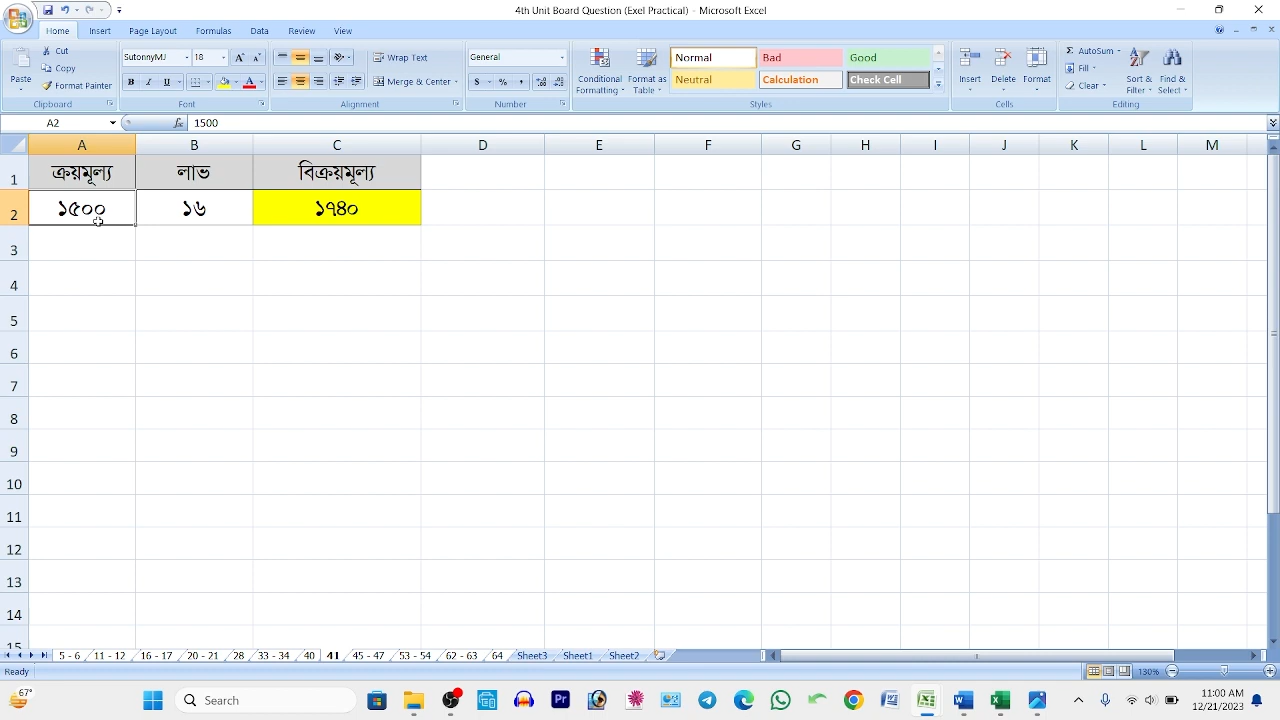 4th Unit Board Question (Exel Practical) - Microsoft Excel
Home Insert Page Layout Formulas Data Review View
Paste Cut Copy Format Painter Clipboard
SutonnyMJ 18 B I U Font
Wrap Text Merge & Center Alignment
General $ % , Number
Conditional Formatting Format as Table Normal Bad Good Neutral Calculation Check Cell Styles
Insert Delete Format Cells
AutoSum Fill Clear Sort & Filter Find & Select Editing
A2 fx 1500
A B C D E F G H I J K L M
1 ক্রয়মূল্য লাভ বিক্রয়মূল্য
2 ১৫০০ ১৬ ১৭৪০
3
4
5
6
7
8
9
10
11
12
13
14
15
5 - 6 11 - 12 16 - 17 20 - 21 28 33 - 34 40 41 45 - 47 53 - 54 62 - 63 64 Sheet3 Sheet1 Sheet2
Ready 130%
67° Search 11:00 AM
12/21/2023